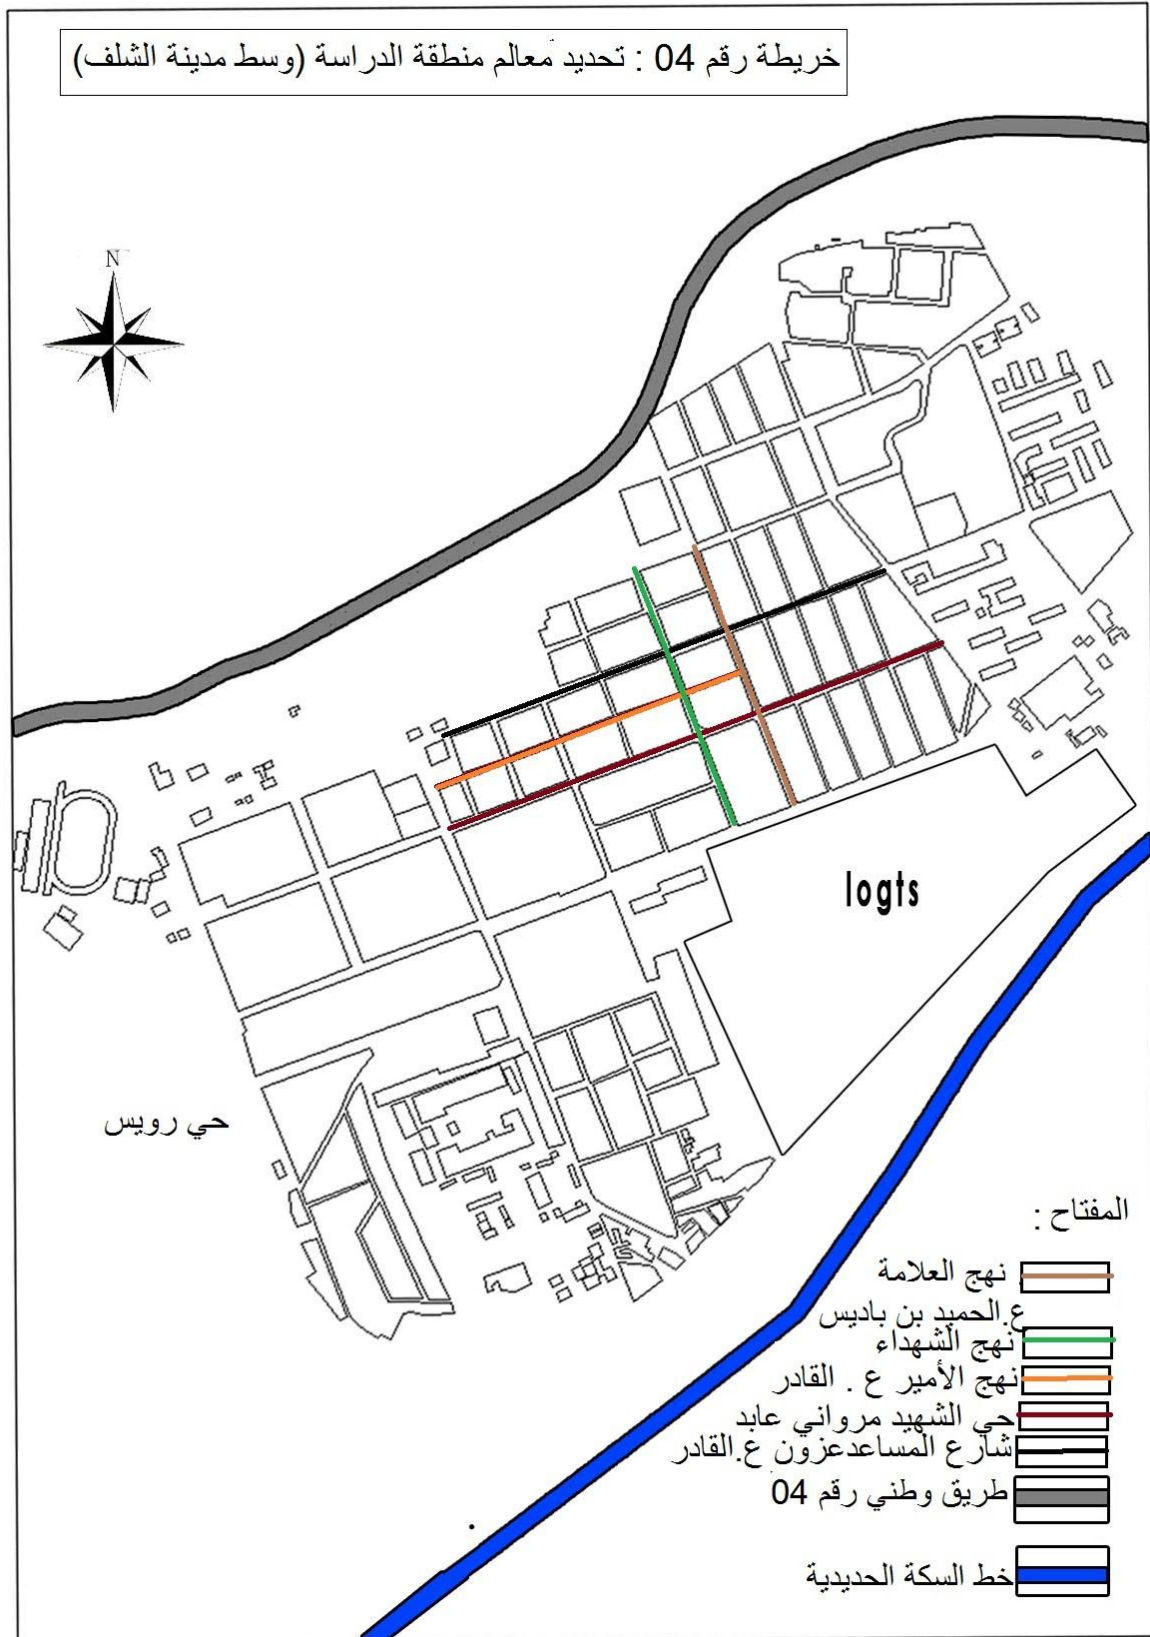 خريطة رقم 04 : تحديد معالم منطقة الدراسة (وسط مدينة الشلف)
N
logts
حي رويس
المفتاح :
نهج العلامة
ع.الحميد بن باديس
نهج الشهداء
نهج الأمير ع . القادر
حي الشهيد مرواني عابد
شارع المساعدعزون ع.القادر
طريق وطني رقم 04
خط السكة الحديدية